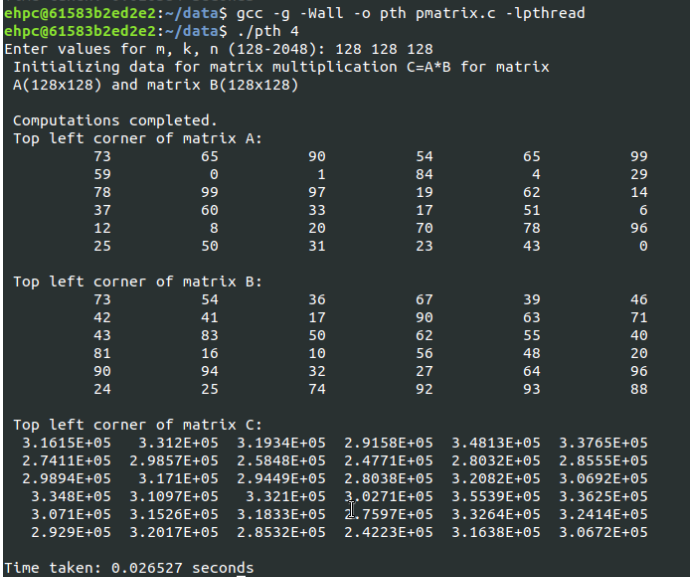 ehpc@61583b2ed2e2:~/data$ gcc -g -Wall -o pth pmatrix.c -lpthread
ehpc@61583b2ed2e2:~/data$ ./pth 4
Enter values for m, k, n (128-2048): 128 128 128
Initializing data for matrix multiplication C=A*B for matrix
A(128x128) and matrix B(128x128)
Computations completed.
Top left corner of matrix A:
73 65 90 54 65 99
59 0 1 84 4 29
78 99 97 19 62 14
37 60 33 17 51 6
12 8 20 70 78 96
25 50 31 23 43 0
Top left corner of matrix B:
73 54 36 67 39 46
42 41 17 90 63 71
43 83 50 62 55 40
81 16 10 56 48 20
90 94 32 27 64 96
24 25 74 92 93 88
Top left corner of matrix C:
3.1615E+05 3.312E+05 3.1934E+05 2.9158E+05 3.4813E+05 3.3765E+05
2.7411E+05 2.9857E+05 2.5848E+05 2.4771E+05 2.8032E+05 2.8555E+05
2.9894E+05 3.171E+05 2.9449E+05 2.8038E+05 3.2082E+05 3.0692E+05
3.348E+05 3.1097E+05 3.321E+05 3.0271E+05 3.5539E+05 3.3625E+05
3.071E+05 3.1526E+05 3.1833E+05 2.7597E+05 3.3264E+05 3.2414E+05
2.929E+05 3.2017E+05 2.8532E+05 2.4223E+05 3.1638E+05 3.0672E+05
Time taken: 0.026527 seconds